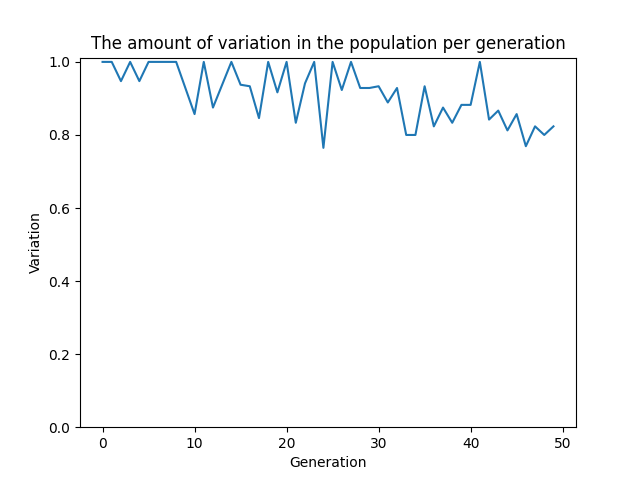 The amount of variation in the population per generation
1.0
0.8
0.6
0.4
0.2
0.0
Variation
0 10 20 30 40 50
Generation